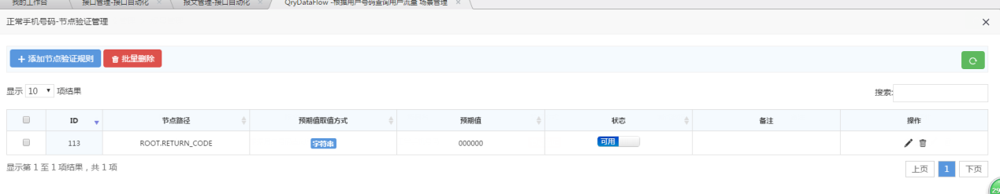 我的工作台 接口管理-接口自动化 × 报文管理-接口自动化 × QryDataFlow -根据用户号码查询用户流量 场景管理 ×
正常手机号码-节点验证管理 ×
+ 添加节点验证规则 批量删除
显示 10 项结果 搜索:
ID 节点路径 预期值取值方式 预期值 状态 备注 操作
113 ROOT.RETURN_CODE 字符串 000000 可用
显示第 1 至 1 项结果，共 1 项 上页 1 下页